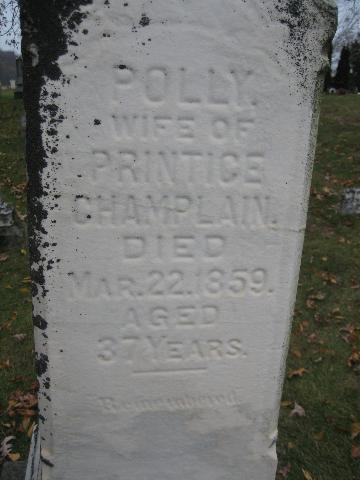 POLLY.
WIFE OF
PRINTICE
CHAMPLAIN.
DIED
MAR. 22. 1859.
AGED
37 YEARS.
Remembered.